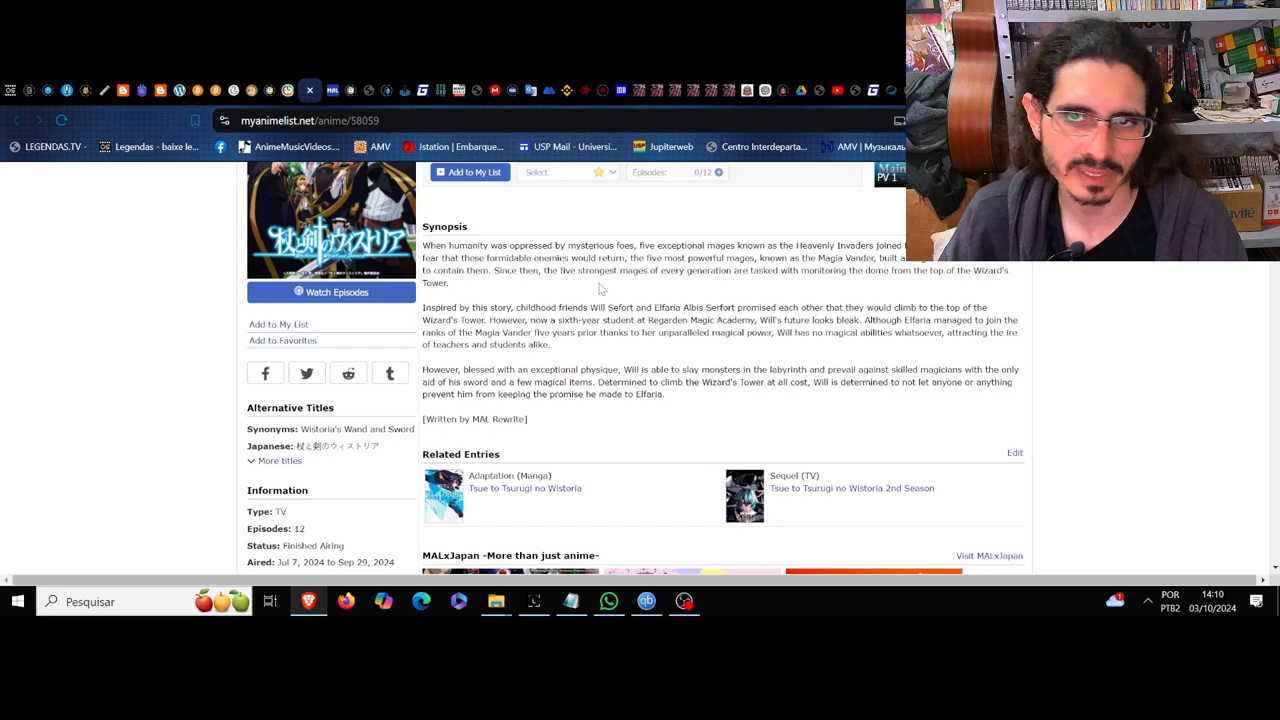 myanimelist.net/anime/58059
LEGENDAS.TV -
Legendas - baixe le...
AnimeMusicVideos....
AMV
Jstation | Embarque...
USP Mail - Universi...
Jupiterweb
Centro Interdeparta...
AMV | Музыкаль
Add to My List
Select
Episodes: 0/12
Main
PV 1
Synopsis
When humanity was oppressed by mysterious foes, five exceptional mages known as the Heavenly Invaders joined
fear that these formidable enemies would return, the five most powerful mages, known as the Magia Vander, built a
to contain them. Since then, the five strongest mages of every generation are tasked with monitoring the dome from the top of the Wizard's
Tower.
Inspired by this story, childhood friends Will Sefort and Elfaria Albis Serfort promised each other that they would climb to the top of the
Wizard's Tower. However, now a sixth-year student at Regarden Magic Academy, Will's future looks bleak. Although Elfaria managed to join the
ranks of the Magia Vander five years prior thanks to her unparalleled magical power, Will has no magical abilities whatsoever, attracting the ire
of teachers and students alike.
However, blessed with an exceptional physique, Will is able to slay monsters in the labyrinth and prevail against skilled magicians with the only
aid of his sword and a few magical items. Determined to climb the Wizard's Tower at all cost, Will is determined to not let anyone or anything
prevent him from keeping the promise he made to Elfaria.
[Written by MAL Rewrite]
杖と剣のウィストリア
Watch Episodes
Add to My List
Add to Favorites
Alternative Titles
Synonyms: Wistoria's Wand and Sword
Japanese: 杖と剣のウィストリア
More titles
Information
Type: TV
Episodes: 12
Status: Finished Airing
Aired: Jul 7, 2024 to Sep 29, 2024
Related Entries
Edit
Adaptation (Manga)
Tsue to Tsurugi no Wistoria
Sequel (TV)
Tsue to Tsurugi no Wistoria 2nd Season
MALxJapan -More than just anime-
Visit MALxJapan
Pesquisar
POR
PTB2
14:10
03/10/2024